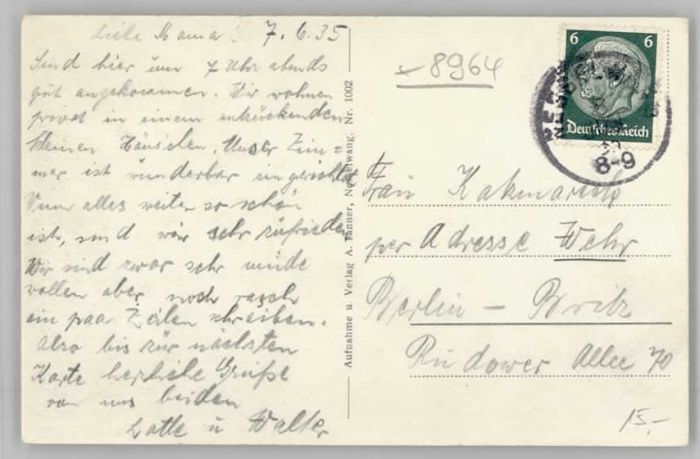 Liebe Mama! 7.6.35
Sind hier um 7 Uhr abends
gut angekommen. Wir wohnen
privat in einem entzückenden
kleinen Häuschen. Unser Zim=
mer ist wunderbar eingerichtet
Wenn alles weiter so schön
ist, sind wir sehr zufrieden
Wir sind zwar sehr müde
wollen aber noch rasch
ein paar Zeilen schreiben.
Also bis zur nächsten
Karte herzliche Grüße
von uns beiden
Lotte u Walter
Aufnahme u. Verlag A. Tanner, Nesselwang. Nr. 1002
8964
6 6
Deutsches Reich
8-9
Frau
per Adresse Wehr
Berlin - Britz
Rudower Allee 70
15.-